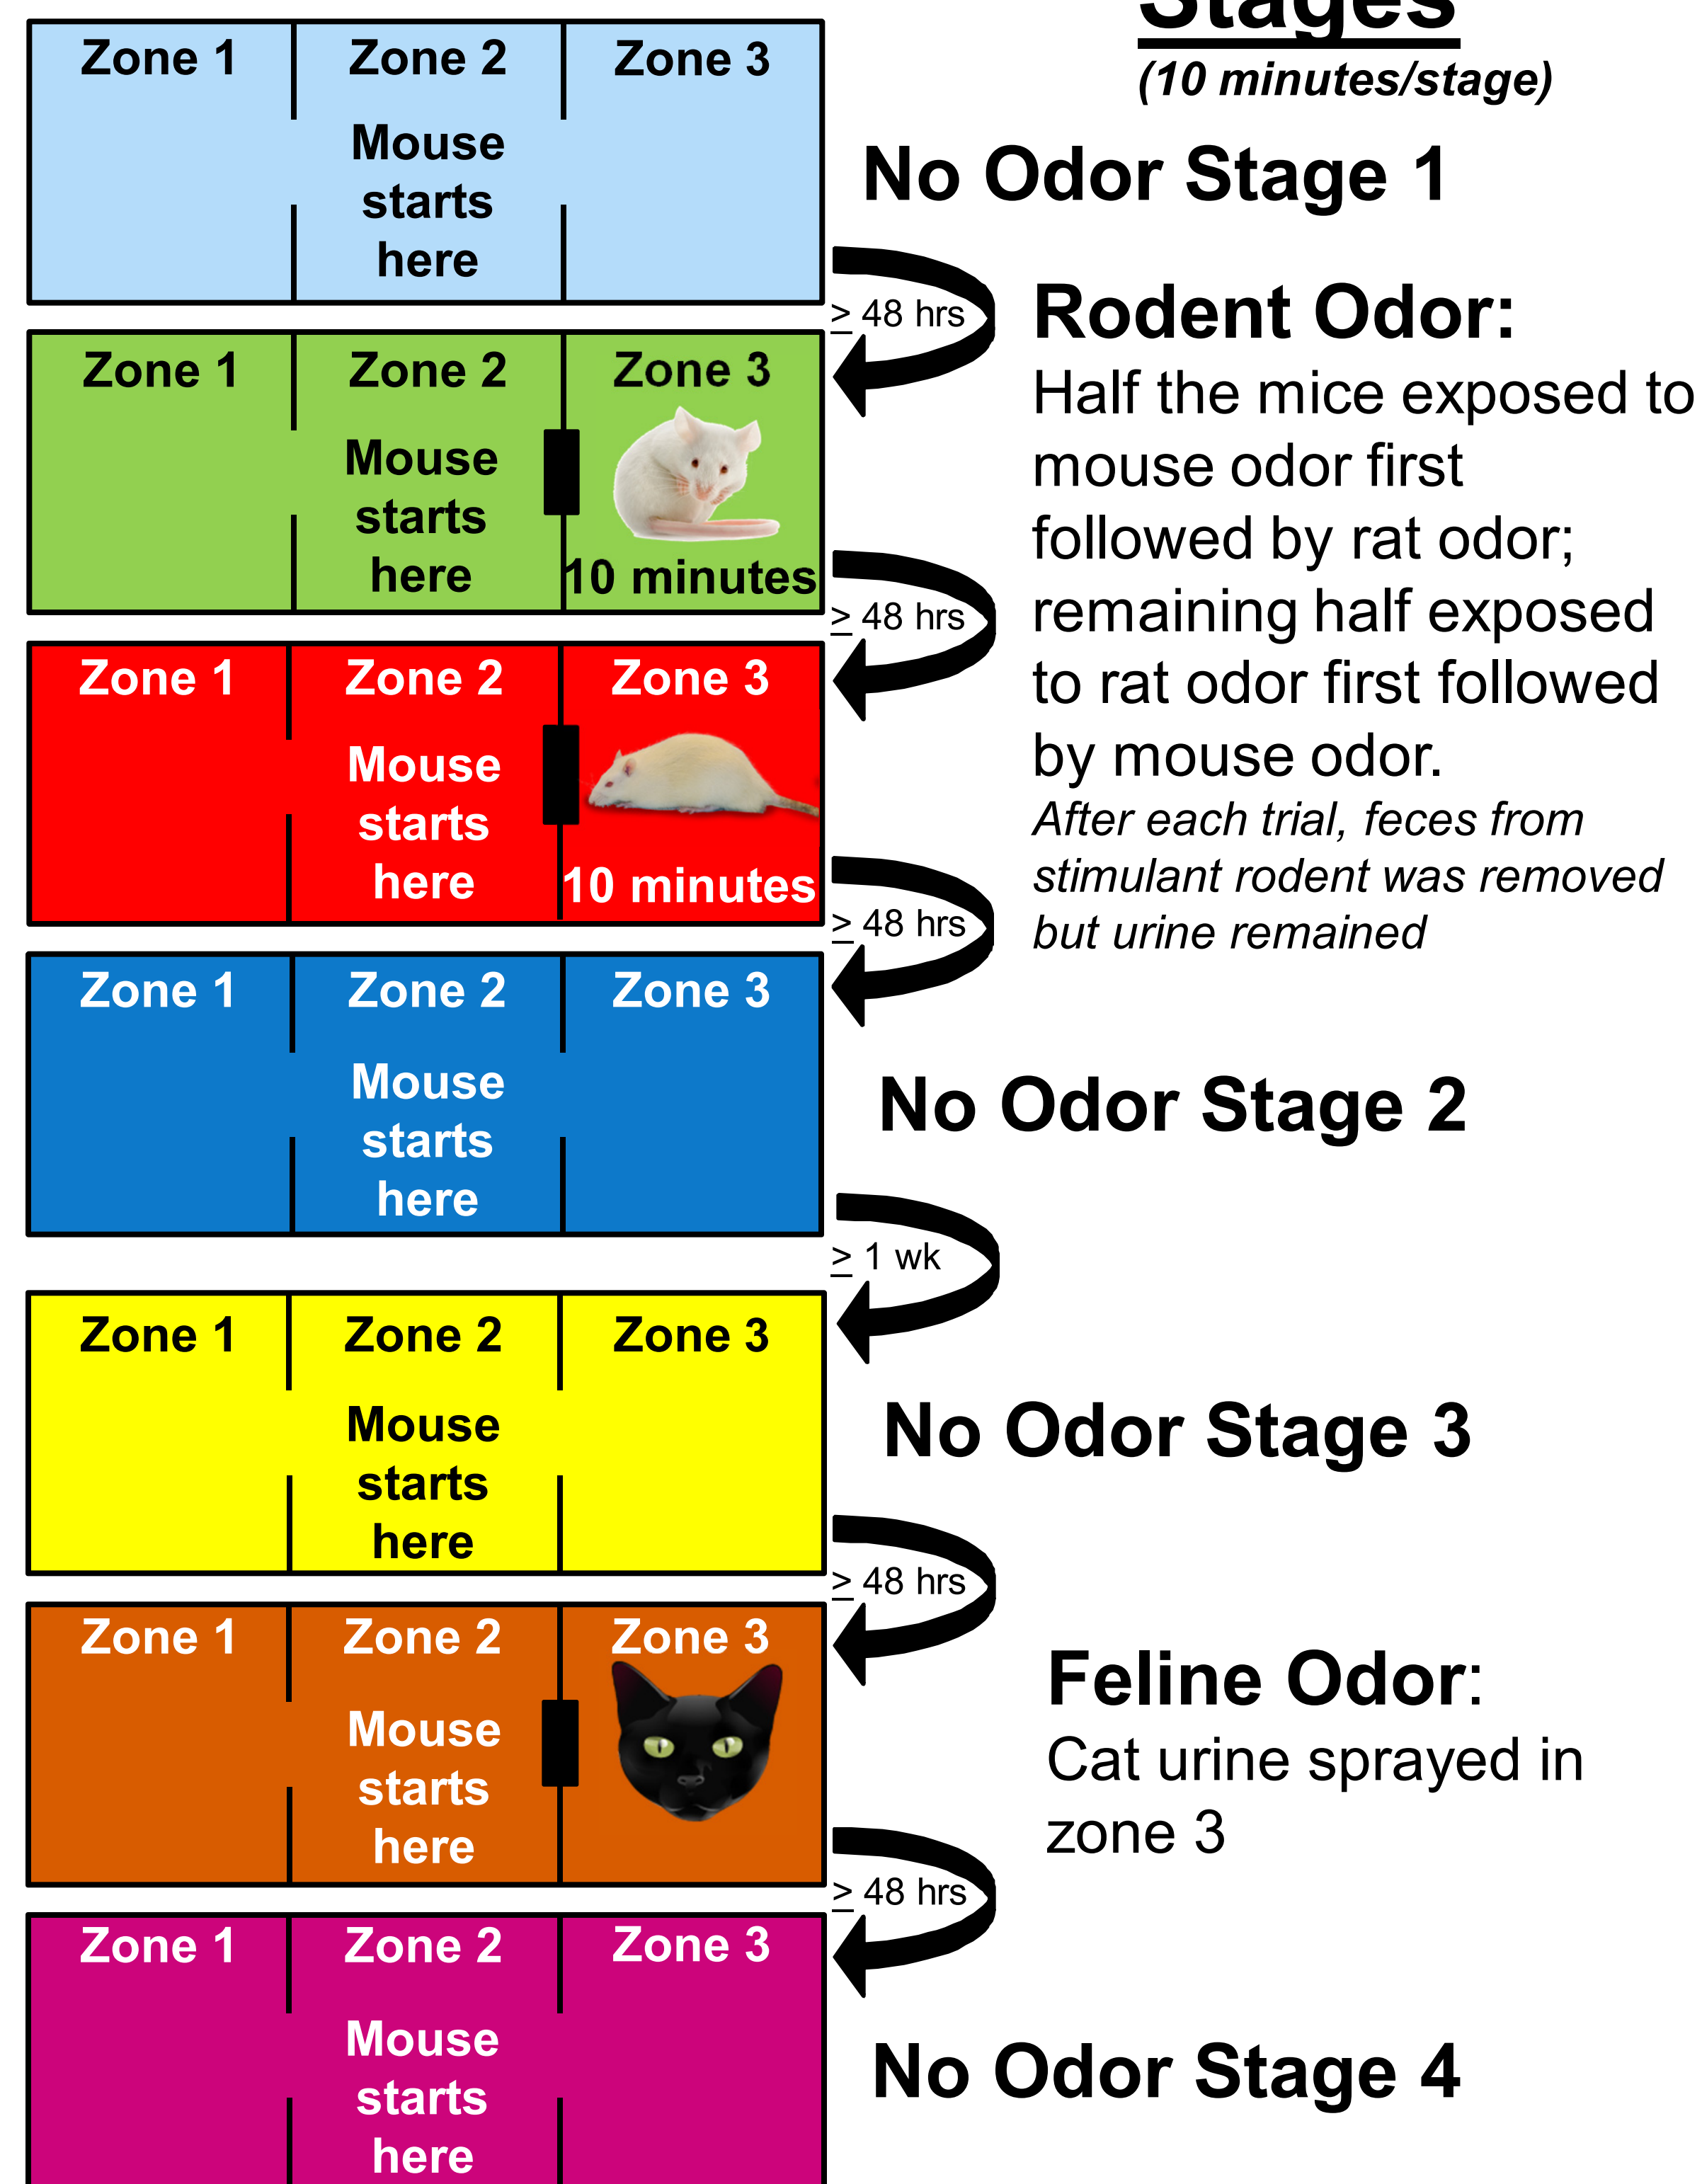 Stages
(10 minutes/stage)
Zone 1 Zone 2 Zone 3
Mouse
starts
here
No Odor Stage 1
≥ 48 hrs
Zone 1 Zone 2 Zone 3
Mouse
starts
here
10 minutes
Rodent Odor:
Half the mice exposed to
mouse odor first
followed by rat odor;
remaining half exposed
to rat odor first followed
by mouse odor.
After each trial, feces from
stimulant rodent was removed
but urine remained
≥ 48 hrs
Zone 1 Zone 2 Zone 3
Mouse
starts
here
10 minutes
≥ 48 hrs
Zone 1 Zone 2 Zone 3
Mouse
starts
here
No Odor Stage 2
≥ 1 wk
Zone 1 Zone 2 Zone 3
Mouse
starts
here
No Odor Stage 3
≥ 48 hrs
Zone 1 Zone 2 Zone 3
Mouse
starts
here
Feline Odor:
Cat urine sprayed in
zone 3
≥ 48 hrs
Zone 1 Zone 2 Zone 3
Mouse
starts
here
No Odor Stage 4